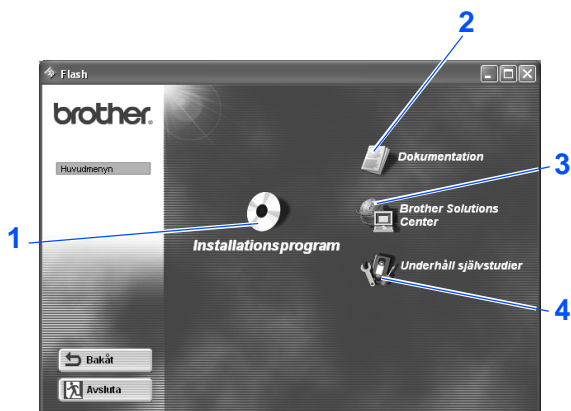 2
Flash
brother.
Huvudmenyn
Dokumentation
3
Brother Solutions
Center
1
Installationsprogram
Underhåll självstudier
4
Bakåt
Avsluta